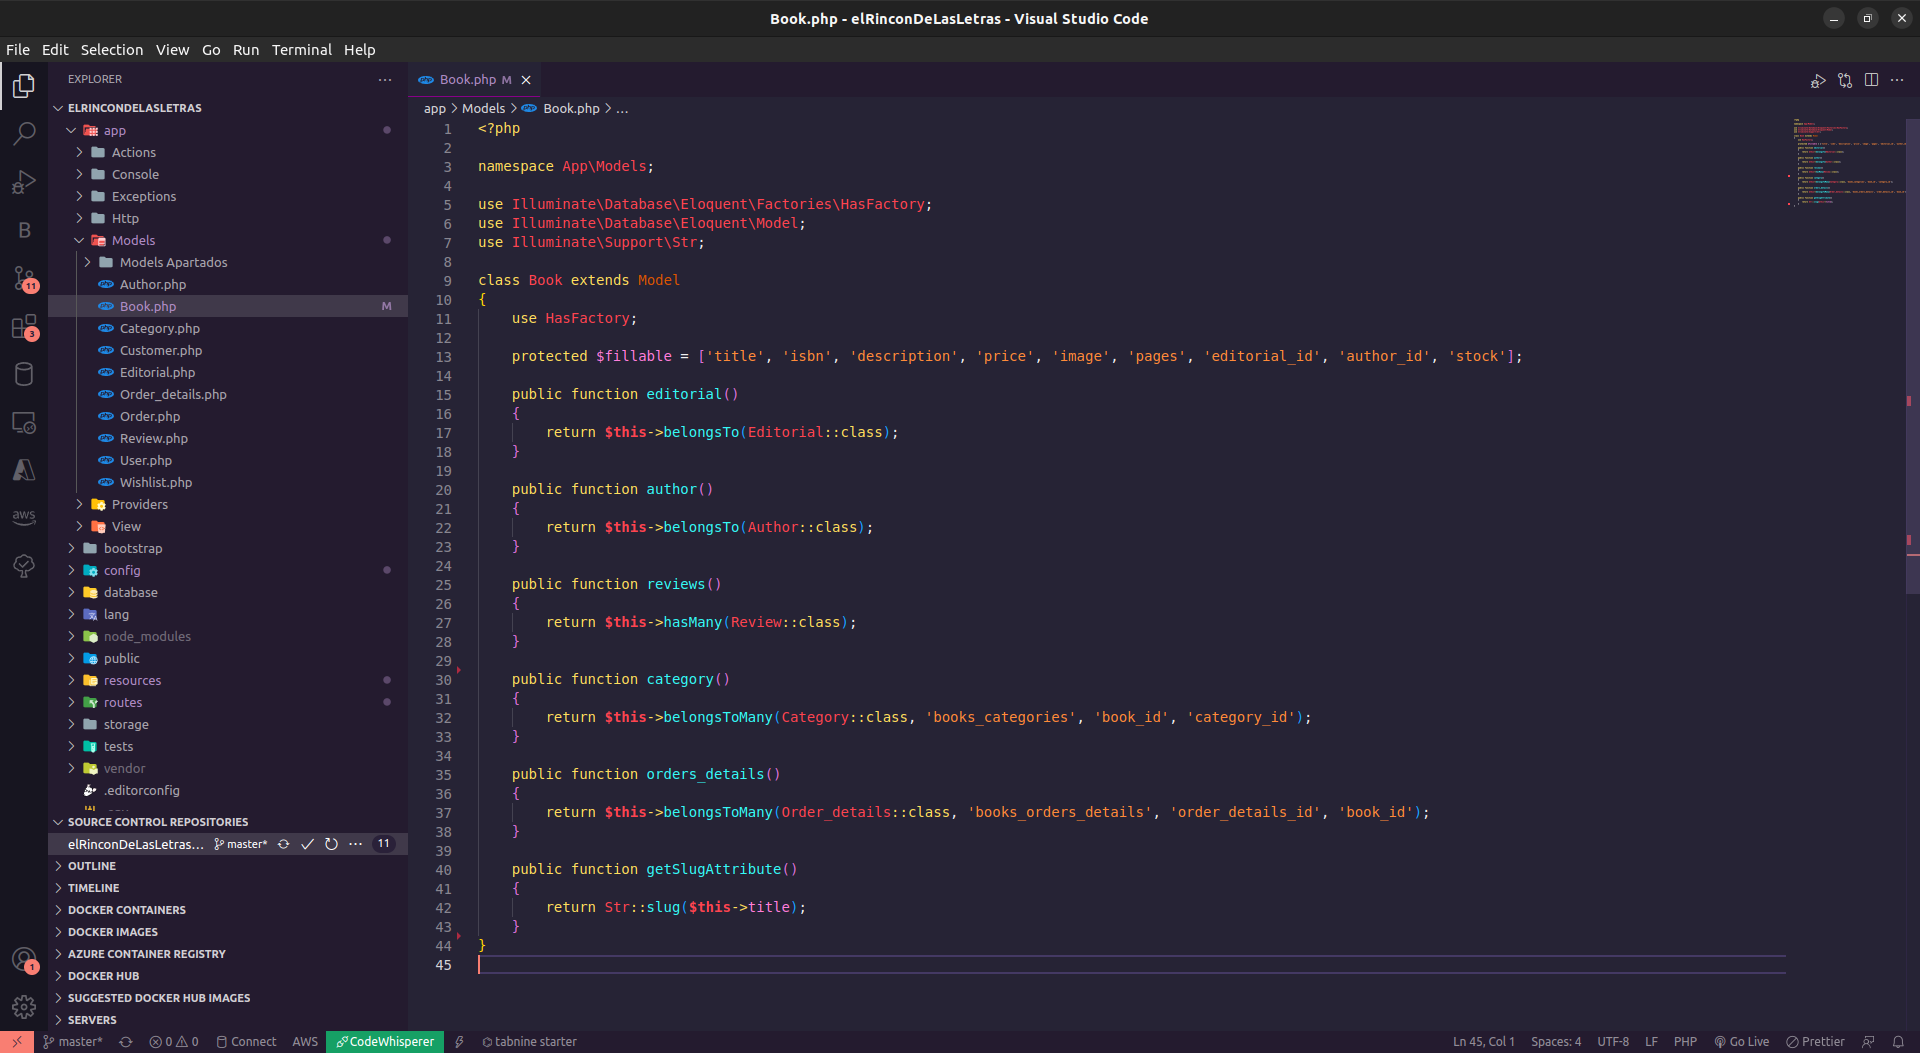 Book.php - elRinconDeLasLetras - Visual Studio Code
File Edit Selection View Go Run Terminal Help
EXPLORER
ELRINCONDELASLETRAS
app
Actions
Console
Exceptions
Http
Models
Models Apartados
Author.php
Book.php M
Category.php
Customer.php
Editorial.php
Order_details.php
Order.php
Review.php
User.php
Wishlist.php
Providers
View
bootstrap
config
database
lang
node_modules
public
resources
routes
storage
tests
vendor
.editorconfig
SOURCE CONTROL REPOSITORIES
elRinconDeLasLetras... master* 11
OUTLINE
TIMELINE
DOCKER CONTAINERS
DOCKER IMAGES
AZURE CONTAINER REGISTRY
DOCKER HUB
SUGGESTED DOCKER HUB IMAGES
SERVERS
B
11
3
aws
1
Book.php M
app > Models > Book.php > ...
1 <?php
2
3 namespace App\Models;
4
5 use Illuminate\Database\Eloquent\Factories\HasFactory;
6 use Illuminate\Database\Eloquent\Model;
7 use Illuminate\Support\Str;
8
9 class Book extends Model
10 {
11 use HasFactory;
12
13 protected $fillable = ['title', 'isbn', 'description', 'price', 'image', 'pages', 'editorial_id', 'author_id', 'stock'];
14
15 public function editorial()
16 {
17 return $this->belongsTo(Editorial::class);
18 }
19
20 public function author()
21 {
22 return $this->belongsTo(Author::class);
23 }
24
25 public function reviews()
26 {
27 return $this->hasMany(Review::class);
28 }
29
30 public function category()
31 {
32 return $this->belongsToMany(Category::class, 'books_categories', 'book_id', 'category_id');
33 }
34
35 public function orders_details()
36 {
37 return $this->belongsToMany(Order_details::class, 'books_orders_details', 'order_details_id', 'book_id');
38 }
39
40 public function getSlugAttribute()
41 {
42 return Str::slug($this->title);
43 }
44 }
45
master* 0 0 Connect AWS CodeWhisperer tabnine starter Ln 45, Col 1 Spaces: 4 UTF-8 LF PHP Go Live Prettier